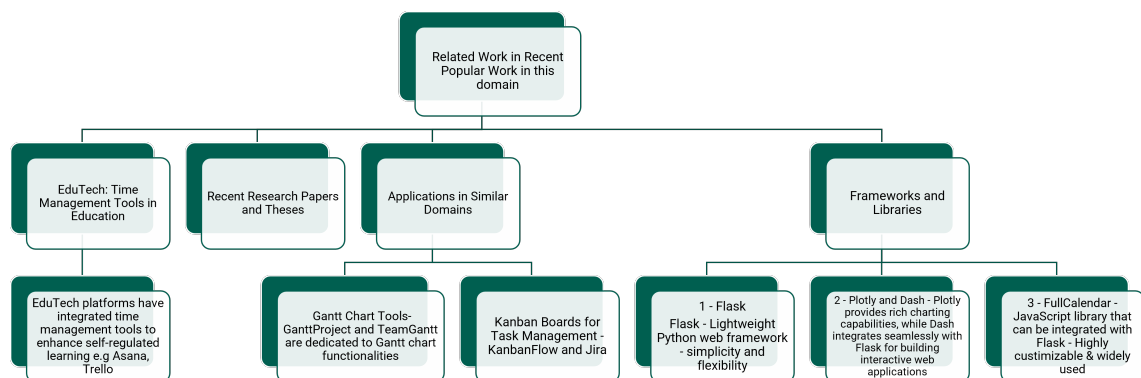 Related Work in Recent
Popular Work in this
domain
EduTech: Time
Management Tools in
Education
Recent Research Papers
and Theses
Applications in Similar
Domains
Frameworks and
Libraries
EduTech platforms have
integrated time
management tools to
enhance self-regulated
learning e.g Asana,
Trello
Gantt Chart Tools-
GanttProject and TeamGantt
are dedicated to Gantt chart
functionalities
Kanban Boards for
Task Management -
KanbanFlow and Jira
1 - Flask
Flask - Lightweight
Python web framework
- simplicity and
flexibility
2 - Plotly and Dash - Plotly
provides rich charting
capabilities, while Dash
integrates seamlessly with
Flask for building
interactive web
applications
3 - FullCalendar -
JavaScript library that
can be integrated with
Flask - Highly
custimizable & widely
used